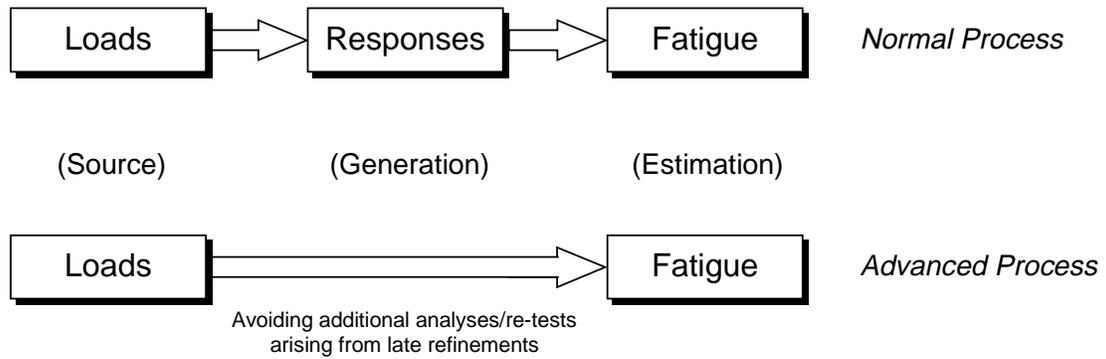 Loads Responses Fatigue Normal Process
(Source) (Generation) (Estimation)
Loads Fatigue Advanced Process
Avoiding additional analyses/re-tests
arising from late refinements